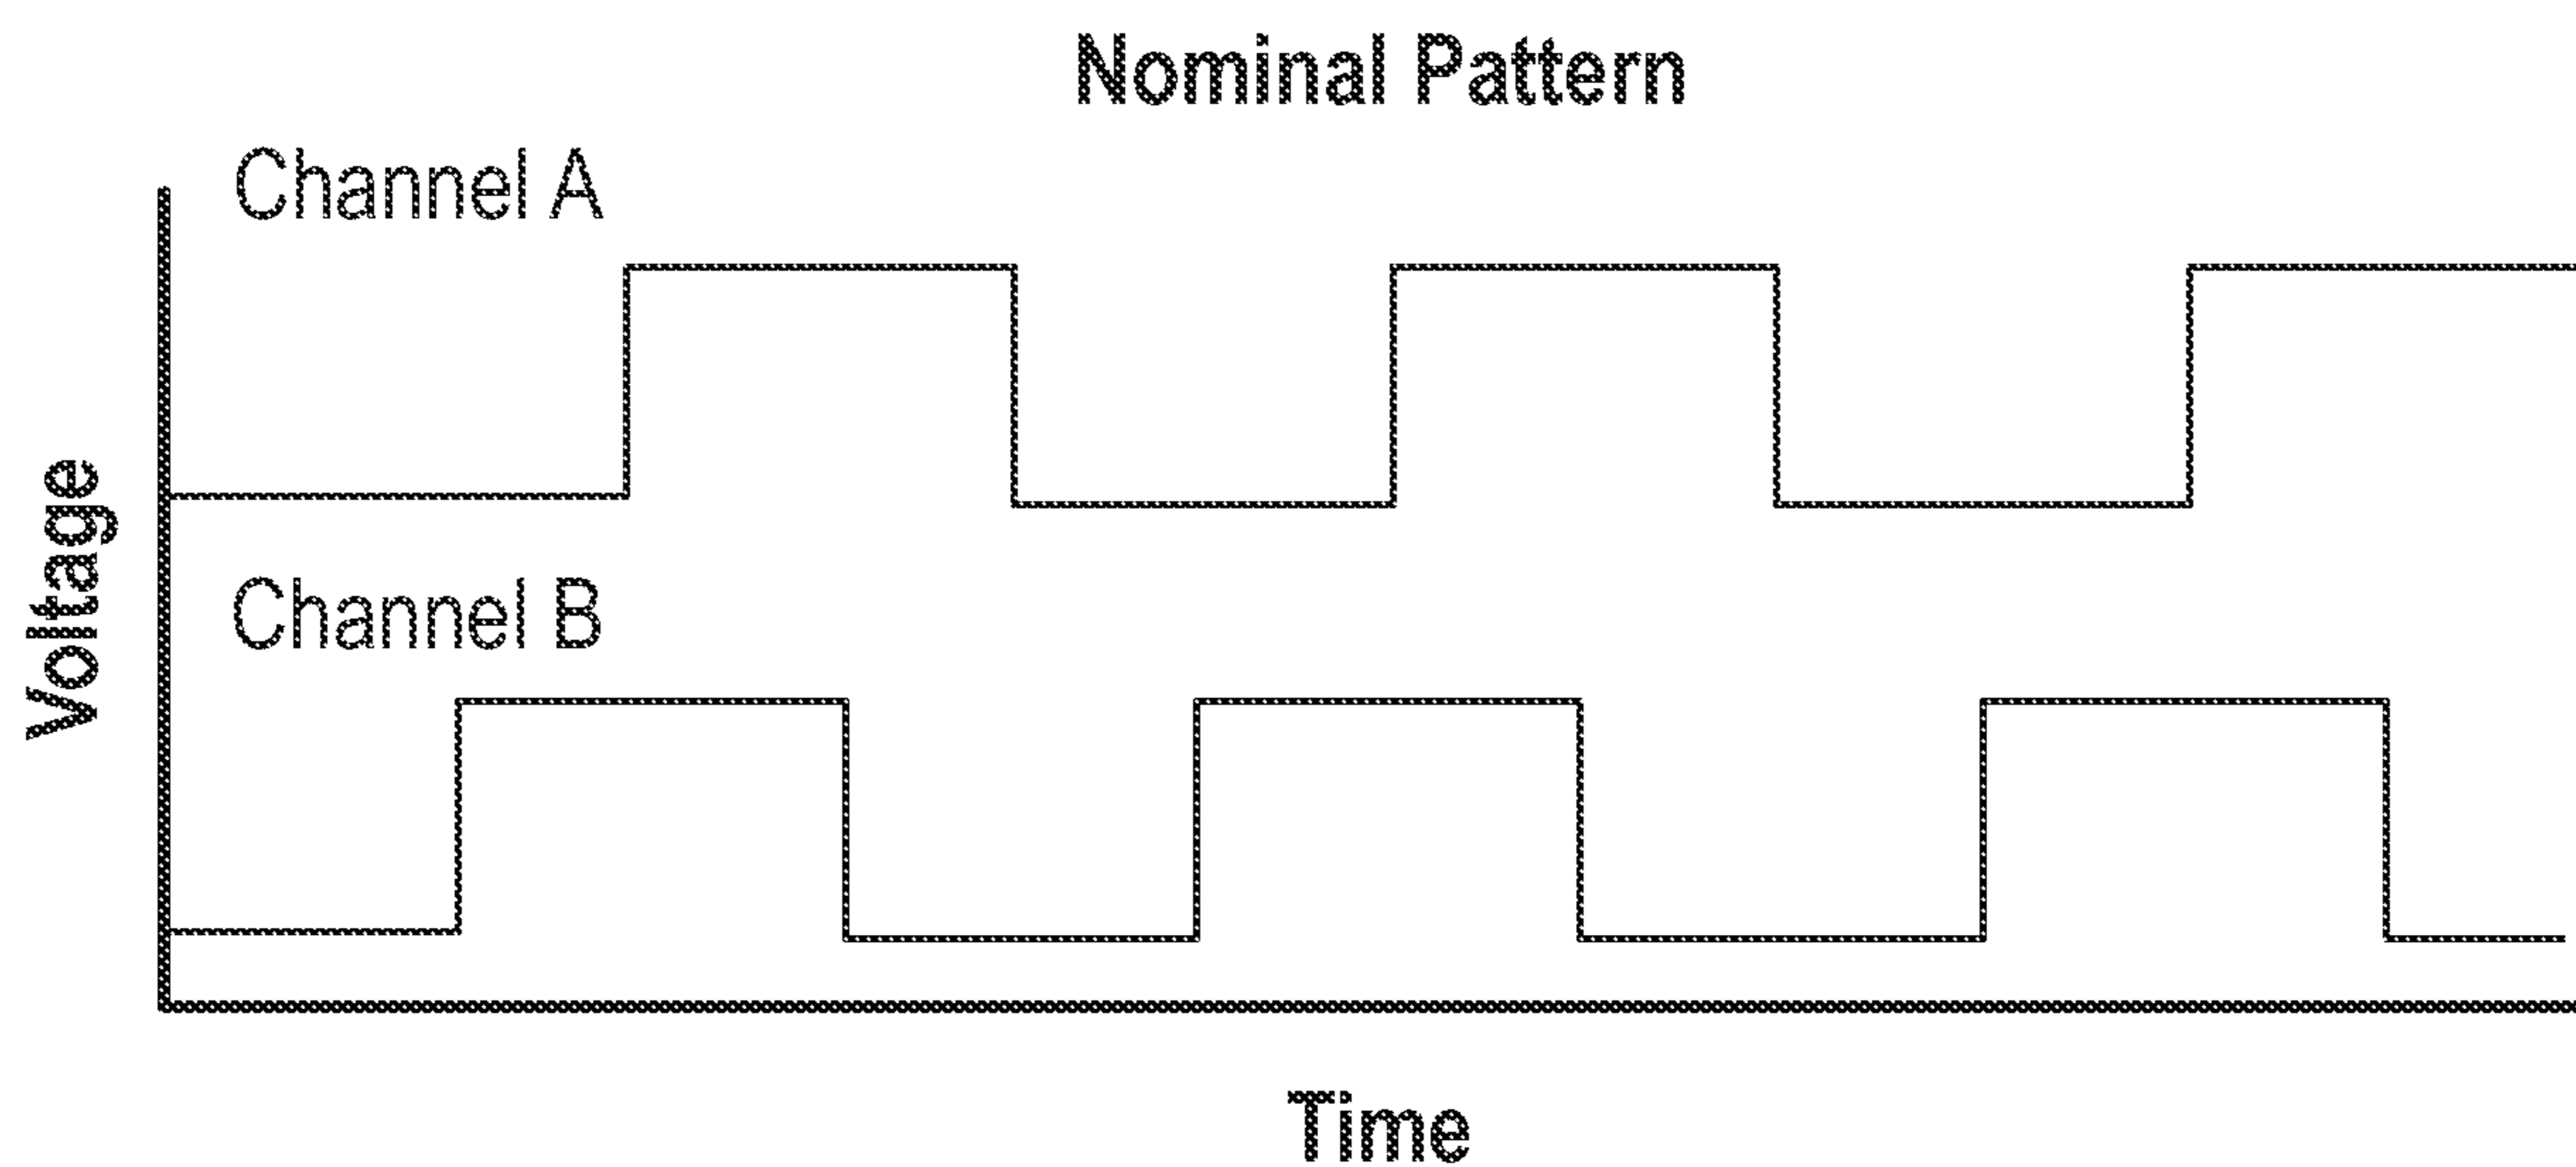 Nominal Pattern
Channel A
Voltage
Channel B
Time